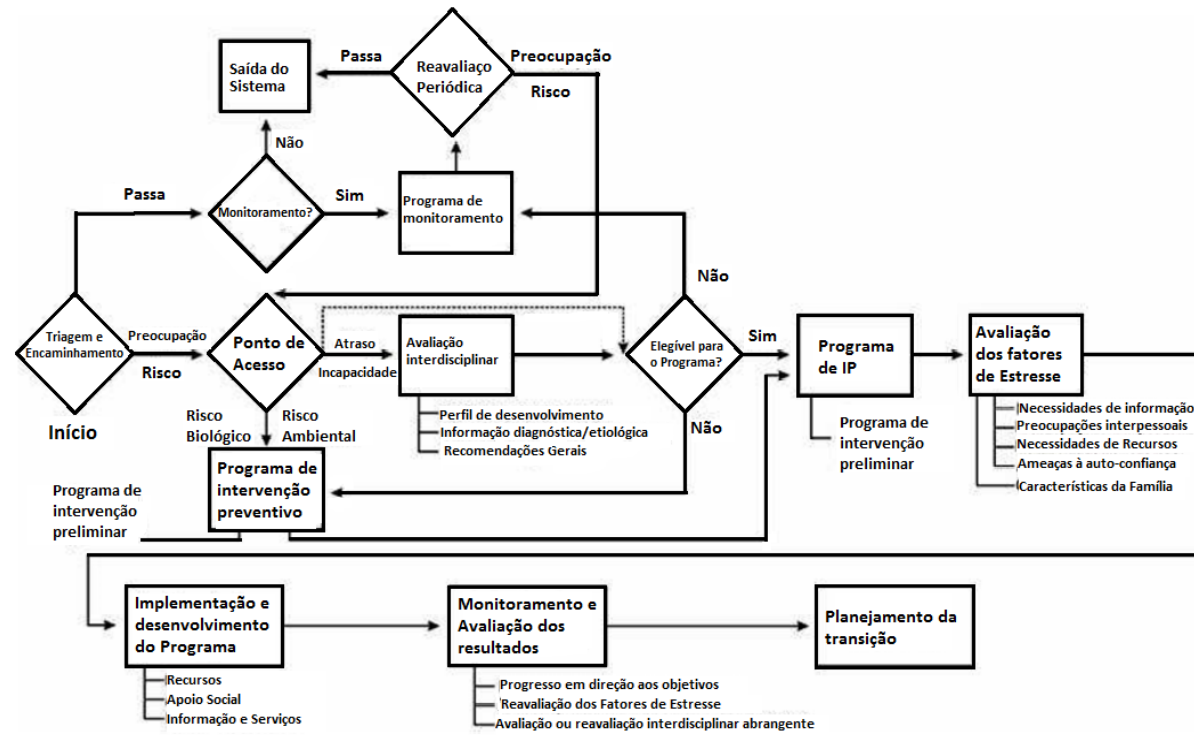 Passa
Preocupação
Risco
Reavaliaço
Periódica
Saída do
Sistema
Não
Passa
Monitoramento?
Sim
Programa de
monitoramento
Não
Triagem e
Encaminhamento
Início
Preocupação
Risco
Ponto de
Acesso
Atraso
Incapacidade
Avaliação
interdisciplinar
Perfil de desenvolvimento
Informação diagnóstica/etiológica
Recomendações Gerais
Elegível para
o Programa?
Sim
Não
Programa
de IP
Programa de
intervenção
preliminar
Avaliação
dos fatores
de Estresse
Necessidades de informação
Preocupações interpessoais
Necessidades de Recursos
Ameaças à auto-confiança
Características da Família
Risco
Biológico
Risco
Ambiental
Programa de
intervenção
preventivo
Programa de
intervenção
preliminar
Implementação e
desenvolvimento
do Programa
Recursos
Apoio Social
Informação e Serviços
Monitoramento e
Avaliação dos
resultados
Progresso em direção aos objetivos
Reavaliação dos Fatores de Estresse
Avaliação ou reavaliação interdisciplinar abrangente
Planejamento da
transição